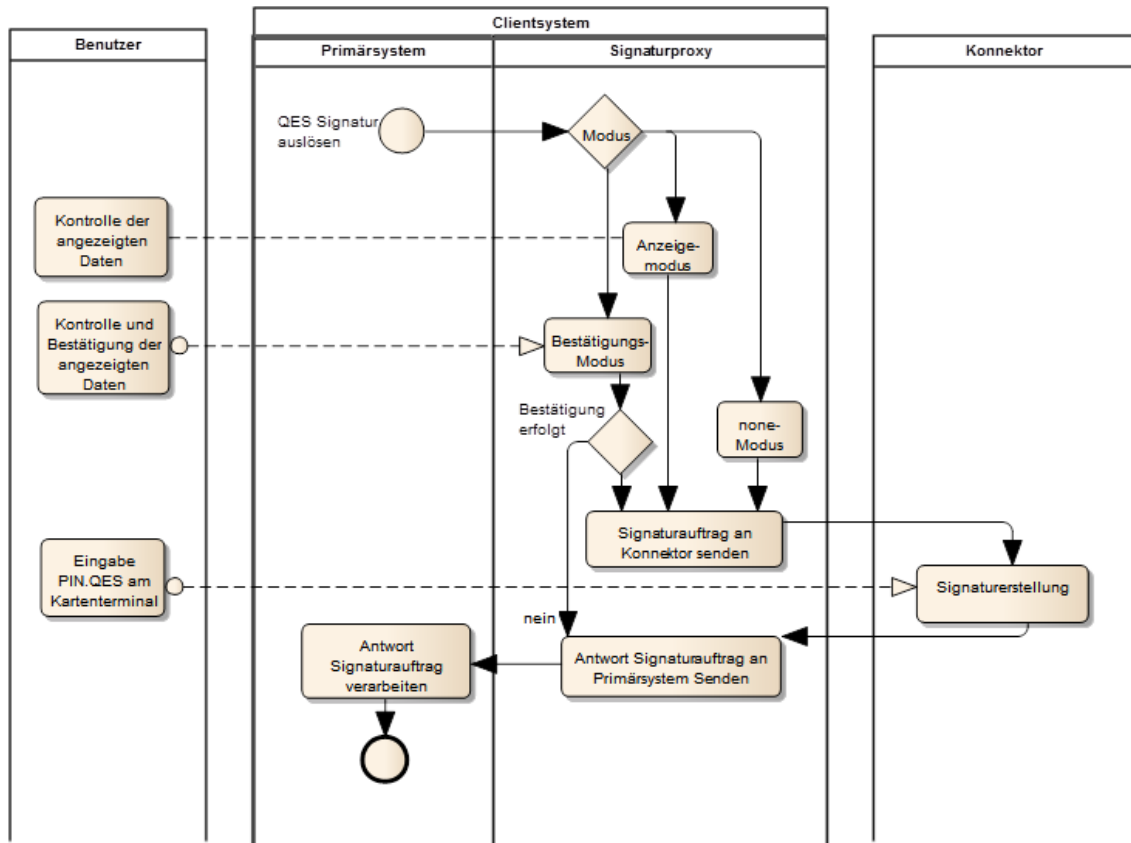 Clientsystem
Benutzer
Primärsystem
Signaturproxy
Konnektor
QES Signatur
auslösen
Modus
Kontrolle der
angezeigten
Daten
Anzeige-
modus
Kontrolle und
Bestätigung der
angezeigten
Daten
Bestätigungs-
Modus
Bestätigung
erfolgt
none-
Modus
Signaturauftrag an
Konnektor senden
Eingabe
PIN.QES am
Kartenterminal
Signaturerstellung
nein
Antwort
Signaturauftrag
verarbeiten
Antwort Signaturauftrag an
Primärsystem Senden